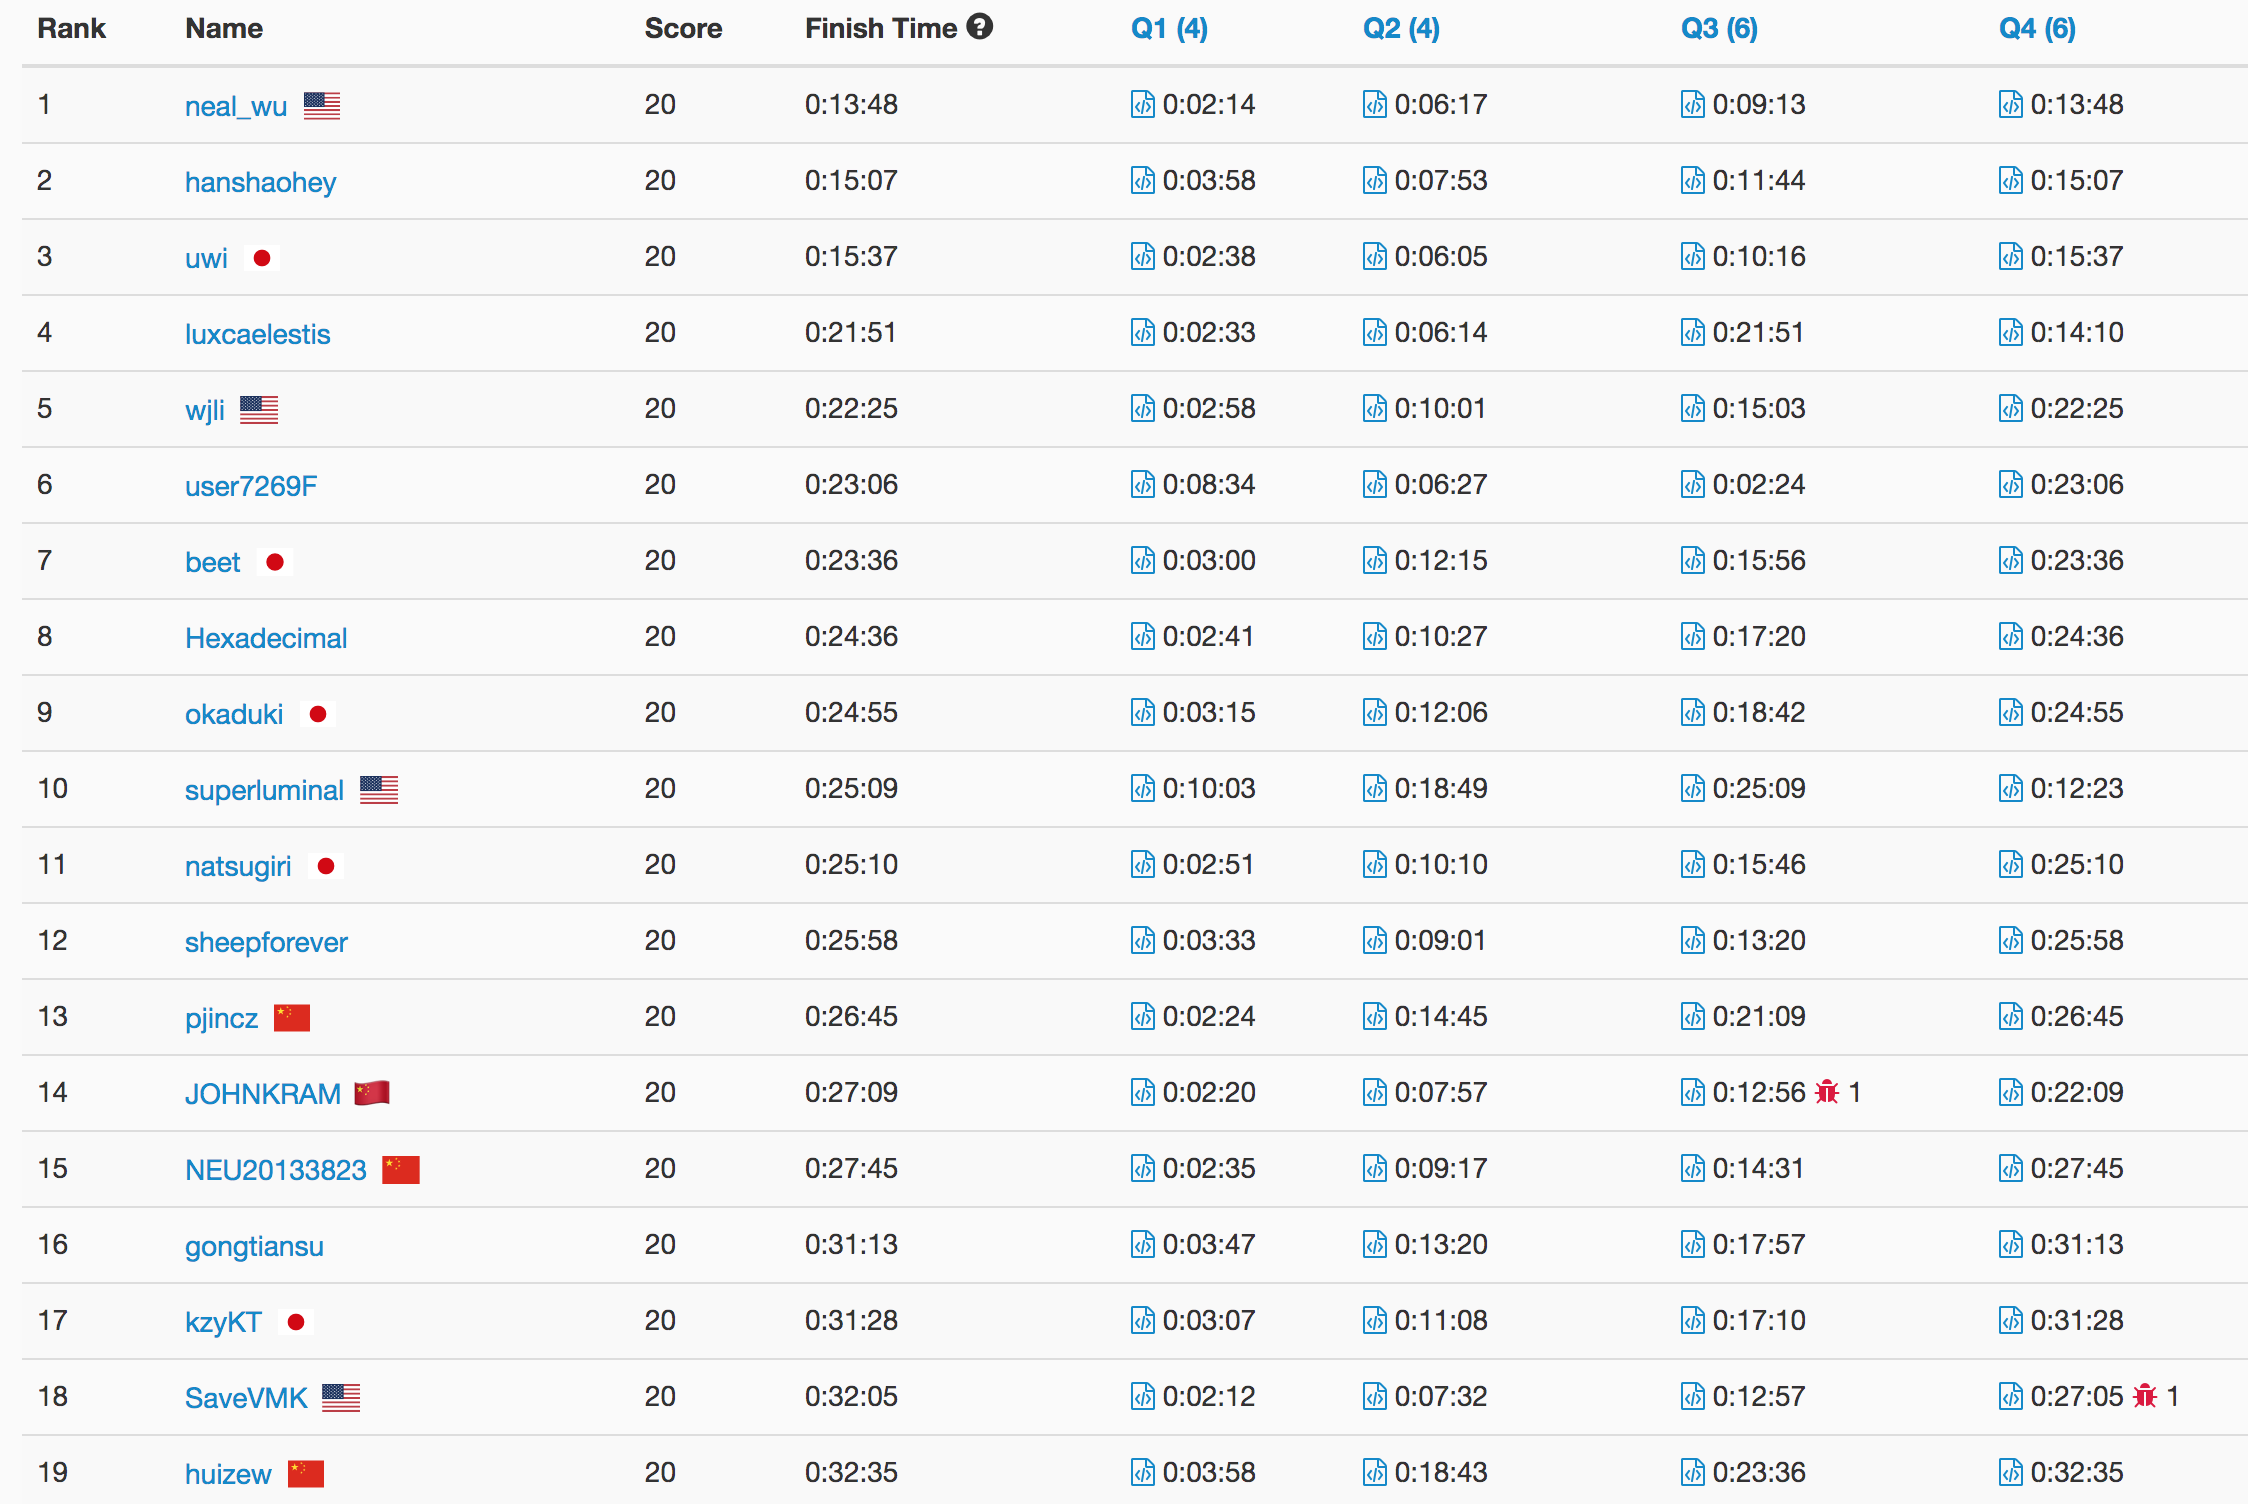 Rank Name Score Finish Time ? Q1 (4) Q2 (4) Q3 (6) Q4 (6)
1 neal_wu 20 0:13:48 0:02:14 0:06:17 0:09:13 0:13:48
2 hanshaohey 20 0:15:07 0:03:58 0:07:53 0:11:44 0:15:07
3 uwi 20 0:15:37 0:02:38 0:06:05 0:10:16 0:15:37
4 luxcaelestis 20 0:21:51 0:02:33 0:06:14 0:21:51 0:14:10
5 wjli 20 0:22:25 0:02:58 0:10:01 0:15:03 0:22:25
6 user7269F 20 0:23:06 0:08:34 0:06:27 0:02:24 0:23:06
7 beet 20 0:23:36 0:03:00 0:12:15 0:15:56 0:23:36
8 Hexadecimal 20 0:24:36 0:02:41 0:10:27 0:17:20 0:24:36
9 okaduki 20 0:24:55 0:03:15 0:12:06 0:18:42 0:24:55
10 superluminal 20 0:25:09 0:10:03 0:18:49 0:25:09 0:12:23
11 natsugiri 20 0:25:10 0:02:51 0:10:10 0:15:46 0:25:10
12 sheepforever 20 0:25:58 0:03:33 0:09:01 0:13:20 0:25:58
13 pjincz 20 0:26:45 0:02:24 0:14:45 0:21:09 0:26:45
14 JOHNKRAM 20 0:27:09 0:02:20 0:07:57 0:12:56 1 0:22:09
15 NEU20133823 20 0:27:45 0:02:35 0:09:17 0:14:31 0:27:45
16 gongtiansu 20 0:31:13 0:03:47 0:13:20 0:17:57 0:31:13
17 kzyKT 20 0:31:28 0:03:07 0:11:08 0:17:10 0:31:28
18 SaveVMK 20 0:32:05 0:02:12 0:07:32 0:12:57 0:27:05 1
19 huizew 20 0:32:35 0:03:58 0:18:43 0:23:36 0:32:35